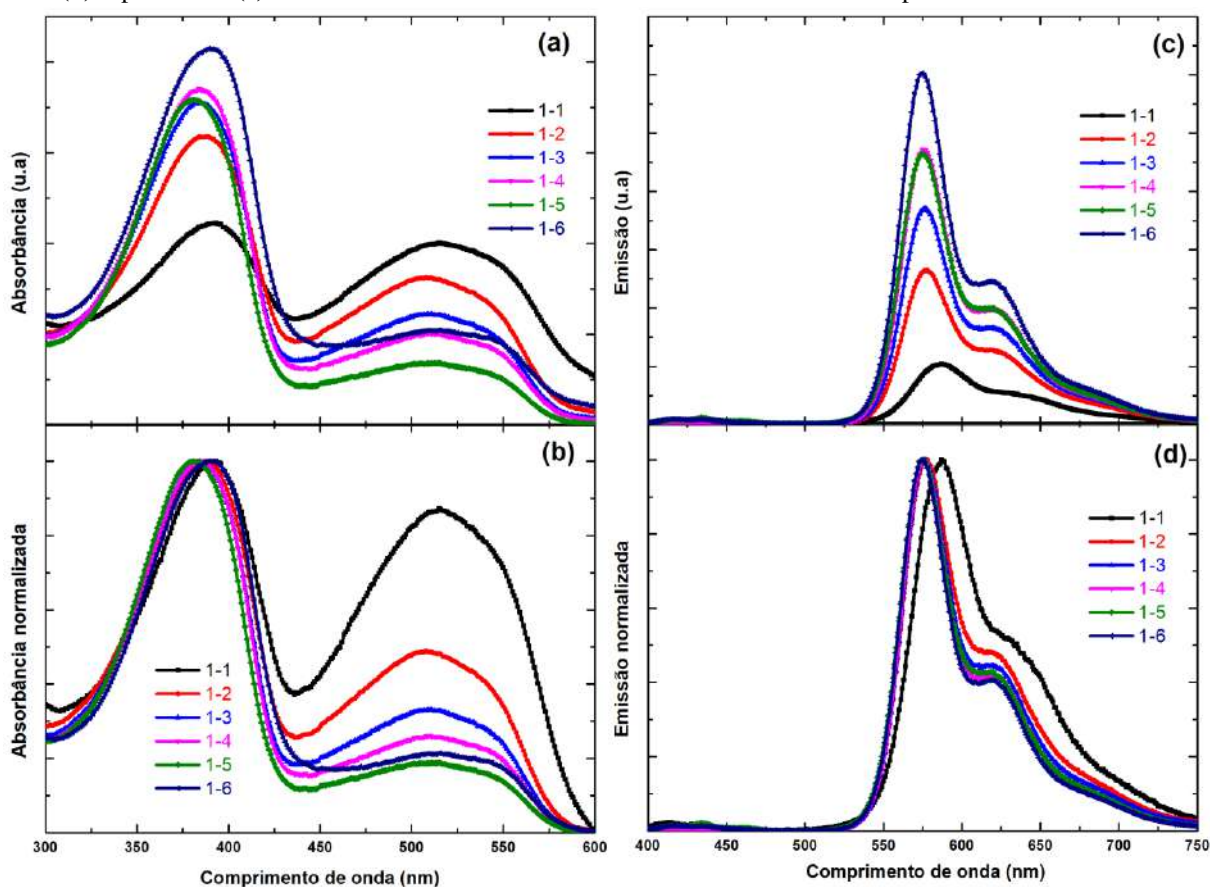 (a)
1-1
1-2
1-3
1-4
1-5
1-6
Absorbância (u.a)
(b)
1-1
1-2
1-3
1-4
1-5
1-6
Absorbância normalizada
300 350 400 450 500 550 600
Comprimento de onda (nm)
(c)
1-1
1-2
1-3
1-4
1-5
1-6
Emissão (u.a)
(d)
1-1
1-2
1-3
1-4
1-5
1-6
Emissão normalizada
400 450 500 550 600 650 700 750
Comprimento de onda (nm)